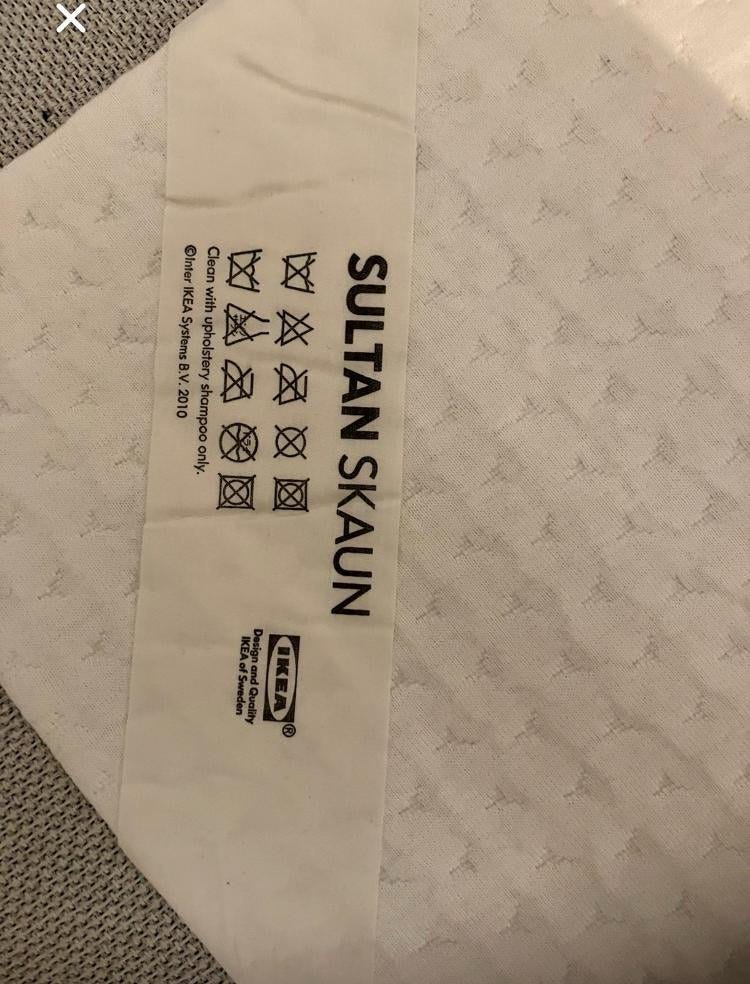 SULTAN SKAUN
Clean with upholstery shampoo only.
©Inter IKEA Systems B.V. 2010
IKEA®
Design and Quality
IKEA of Sweden